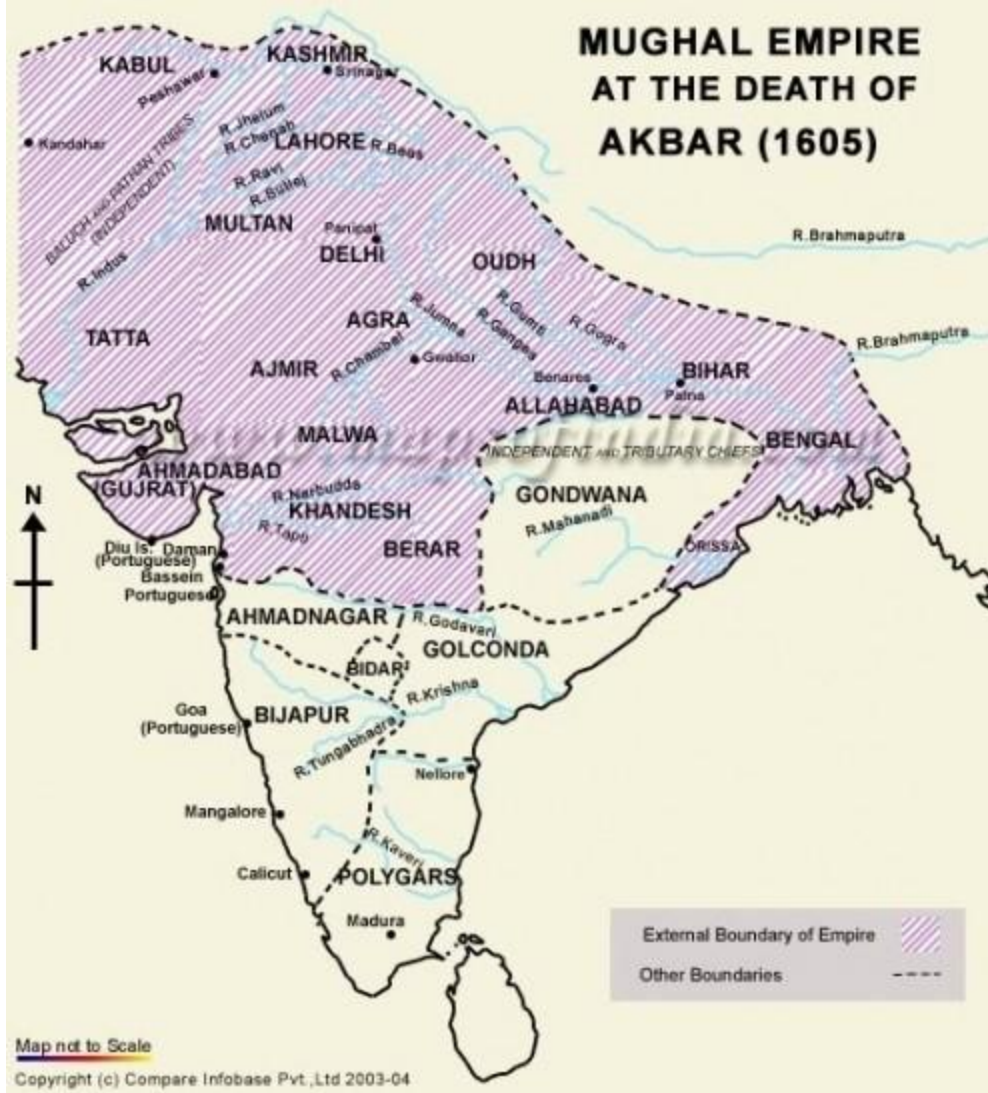 MUGHAL EMPIRE
AT THE DEATH OF
AKBAR (1605)
KABUL
KASHMIR
Peshawar
Srinagar
Kandahar
R.Jhelum
R.Chenab
LAHORE
R.Beas
R.Ravi
R.Sutlej
BALUCH AND PATHAN TRIBES
(INDEPENDENT)
MULTAN
Panipat
DELHI
OUDH
R.Brahmaputra
R.Indus
TATTA
AGRA
R.Jumna
R.Gumti
R.Ganges
R.Gogra
R.Brahmaputra
AJMIR
R.Chambal
Gwalior
Benares
BIHAR
Patna
ALLAHABAD
MALWA
BENGAL
INDEPENDENT AND TRIBUTARY CHIEFS
AHMADABAD
(GUJRAT)
R.Narbudda
GONDWANA
KHANDESH
R.Tapti
R.Mahanadi
N
BERAR
ORISSA
Diu Is.
(Portuguese)
Daman
Bassein
Portuguese
AHMADNAGAR
R.Godavari
GOLCONDA
BIDAR
R.Krishna
Goa
(Portuguese)
BIJAPUR
R.Tungabhadra
Nellore
Mangalore
R.Kaveri
Calicut
POLYGARS
Madura
External Boundary of Empire
Other Boundaries
Map not to Scale
Copyright (c) Compare Infobase Pvt.,Ltd 2003-04